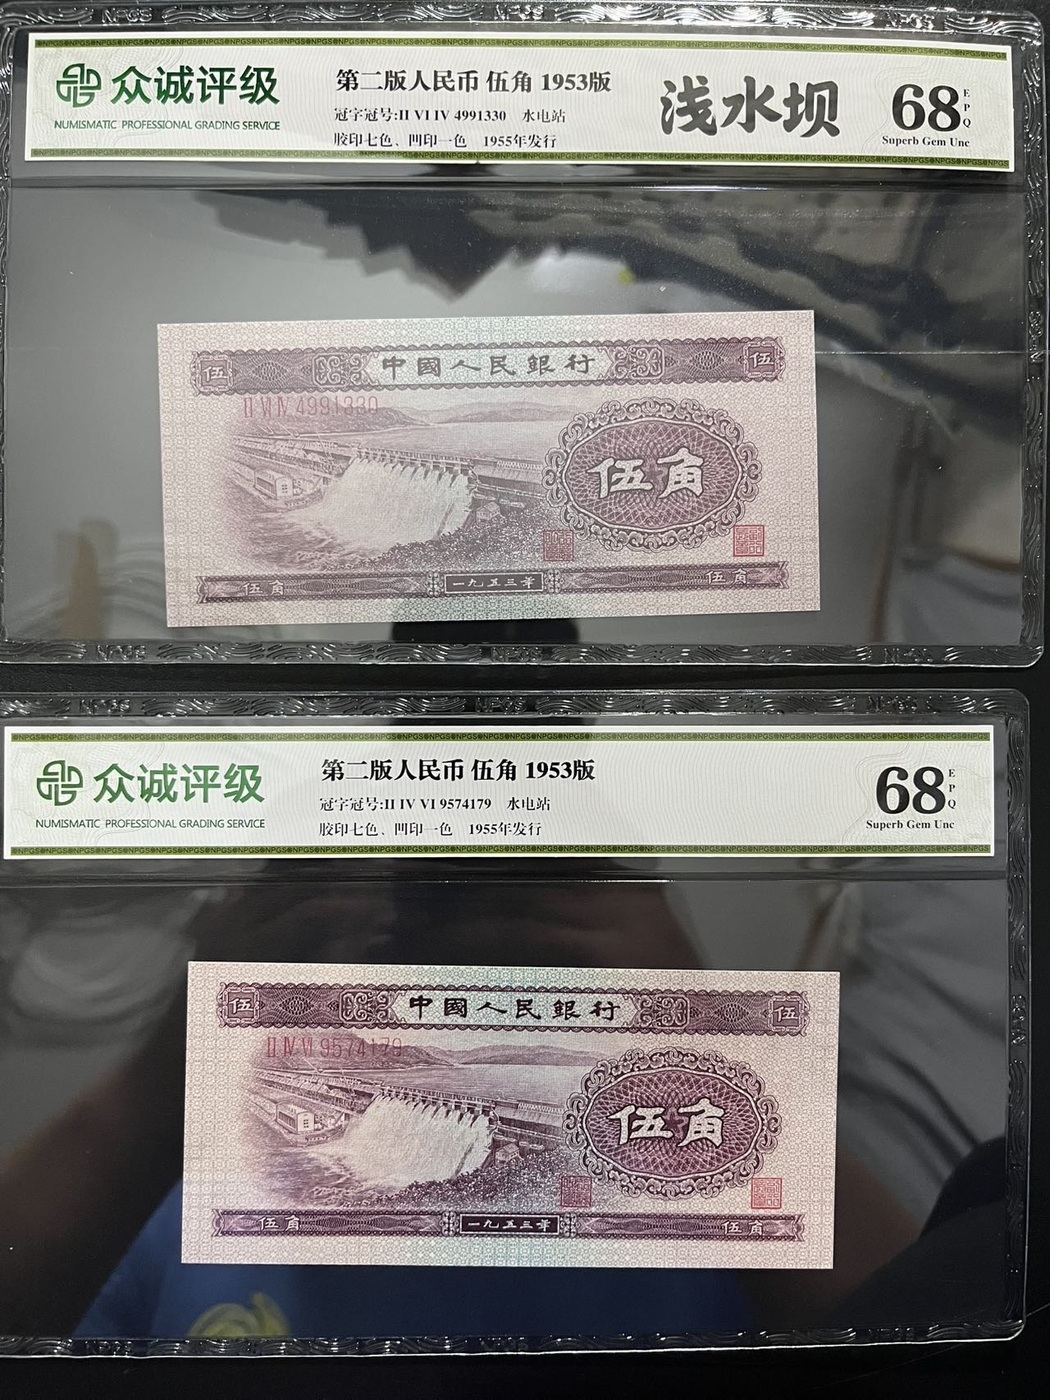 众诚评级
NUMISMATIC PROFESSIONAL GRADING SERVICE
第二版人民币 伍角 1953版
冠字冠号:II VI IV 4991330 水电站
胶印七色、凹印一色 1955年发行
浅水坝
68 EPQ
Superb Gem Unc
伍 中國人民銀行 伍
II VI IV 4991330
伍角
伍角 一九五三年 伍角
众诚评级
NUMISMATIC PROFESSIONAL GRADING SERVICE
第二版人民币 伍角 1953版
冠字冠号:II IV VI 9574179 水电站
胶印七色、凹印一色 1955年发行
68 EPQ
Superb Gem Unc
伍 中國人民銀行 伍
II IV VI 9574179
伍角
伍角 一九五三年 伍角